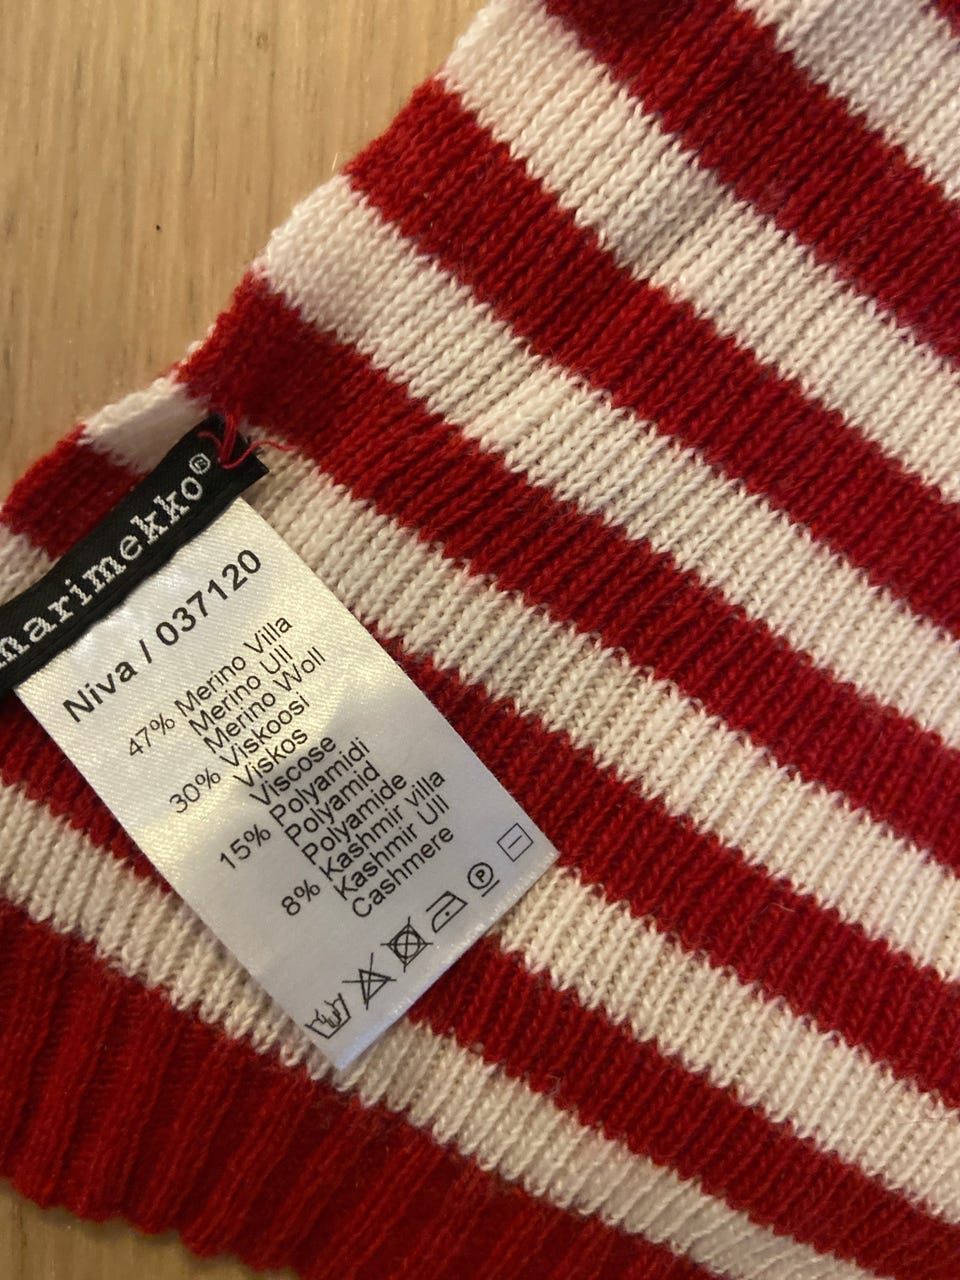 marimekko®
Niva / 037120
47% Merino Villa
Merino Ull
Merino Woll
30% Viskoosi
Viskos
Viscose
15% Polyamidi
Polyamid
Polyamide
8% Kashmir villa
Kashmir Ull
Cashmere
P